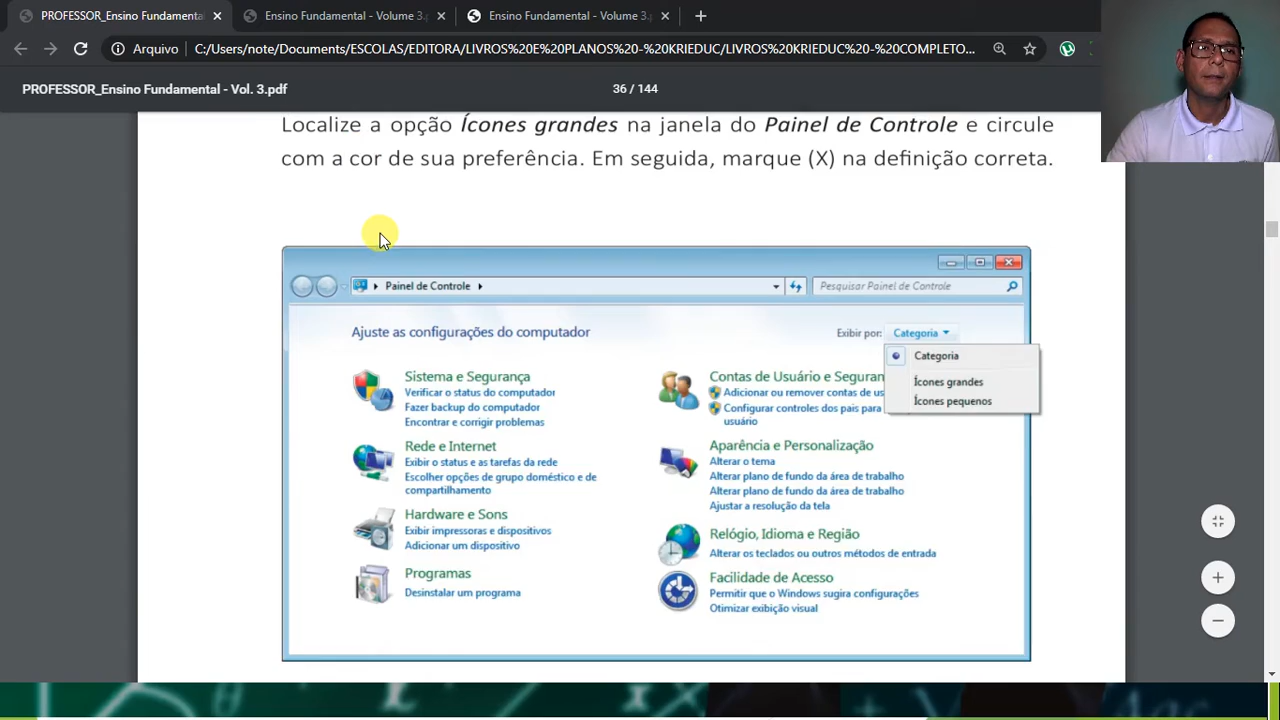 PROFESSOR_Ensino Fundamental
Ensino Fundamental - Volume 3.
Ensino Fundamental - Volume 3.
Arquivo
C:/Users/note/Documents/ESCOLAS/EDITORA/LIVROS%20E%20PLANOS%20-%20KRIEDUC/LIVROS%20KRIEDUC%20-%20COMPLETO...
PROFESSOR_Ensino Fundamental - Vol. 3.pdf
36 / 144
Localize a opção Ícones grandes na janela do Painel de Controle e circule
com a cor de sua preferência. Em seguida, marque (X) na definição correta.
Painel de Controle
Pesquisar Painel de Controle
Ajuste as configurações do computador
Exibir por: Categoria
Categoria
Ícones grandes
Ícones pequenos
Sistema e Segurança
Verificar o status do computador
Fazer backup do computador
Encontrar e corrigir problemas
Rede e Internet
Exibir o status e as tarefas da rede
Escolher opções de grupo doméstico e de
compartilhamento
Hardware e Sons
Exibir impressoras e dispositivos
Adicionar um dispositivo
Programas
Desinstalar um programa
Contas de Usuário e Seguran
Adicionar ou remover contas de us
Configurar controles dos pais para
usuário
Aparência e Personalização
Alterar o tema
Alterar plano de fundo da área de trabalho
Alterar plano de fundo da área de trabalho
Ajustar a resolução da tela
Relógio, Idioma e Região
Alterar os teclados ou outros métodos de entrada
Facilidade de Acesso
Permitir que o Windows sugira configurações
Otimizar exibição visual